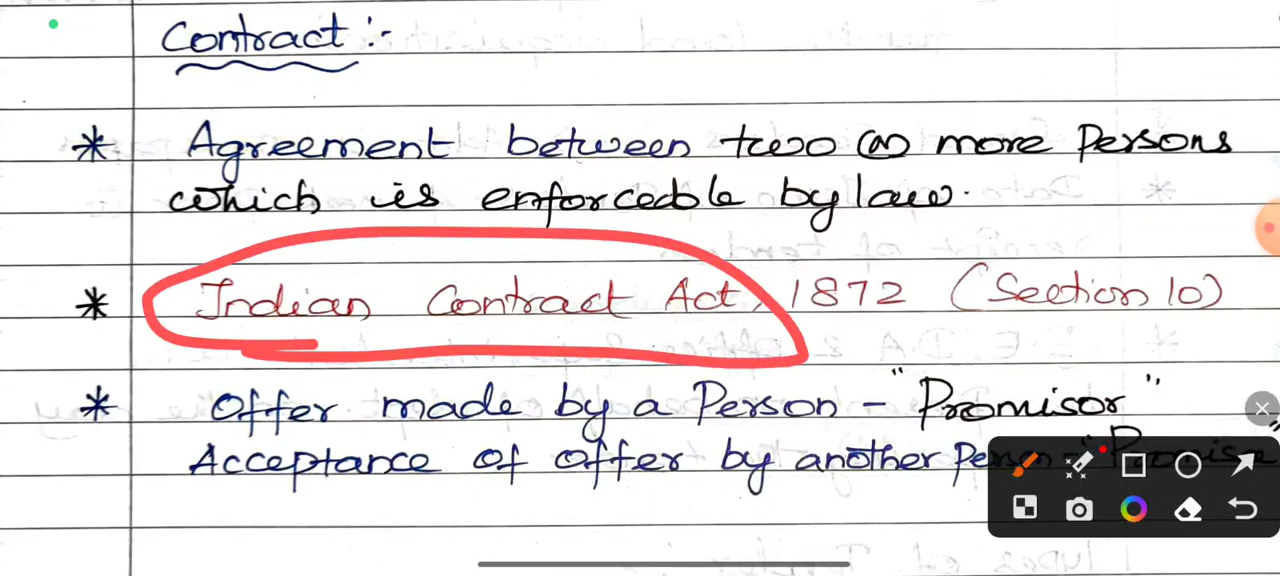 Contract :-
* Agreement between two (or) more Persons
which is enforceable by law.
* Indian Contract Act, 1872 (Section 10)
* Offer made by a Person - "Promisor"
Acceptance of offer by another Person - "